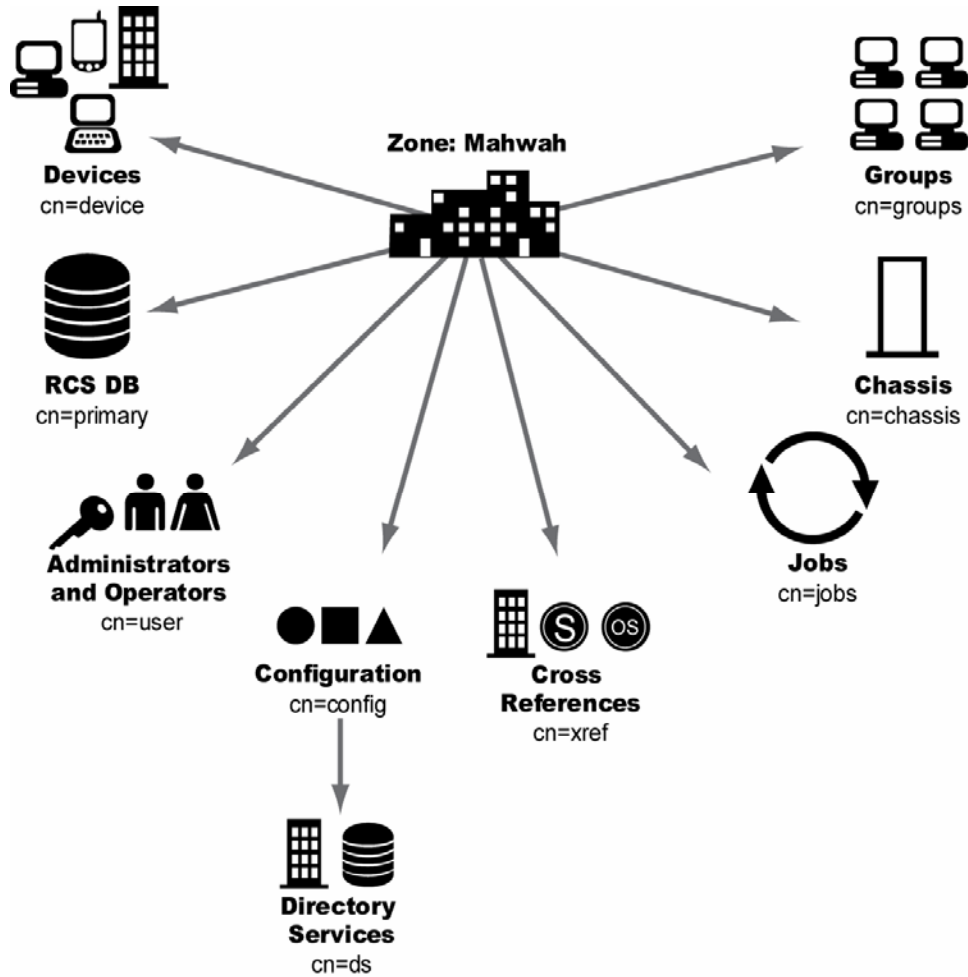 Zone: Mahwah
Devices
cn=device
Groups
cn=groups
RCS DB
cn=primary
Chassis
cn=chassis
Administrators
and Operators
cn=user
Jobs
cn=jobs
S
OS
Configuration
cn=config
Cross
References
cn=xref
Directory
Services
cn=ds